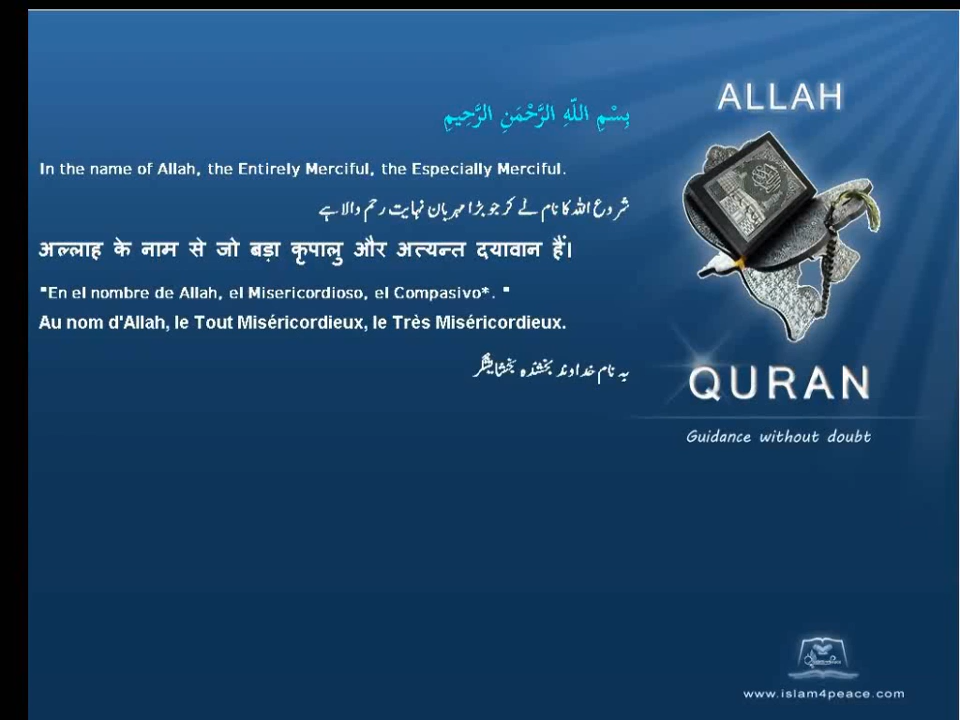 بِسْمِ اللّهِ الرَّحْمَنِ الرَّحِيمِ
In the name of Allah, the Entirely Merciful, the Especially Merciful.
شروع اللہ کا نام لے کر جو بڑا مہربان نہایت رحم والا ہے
अल्लाह के नाम से जो बड़ा कृपालु और अत्यन्त दयावान हैं।
"En el nombre de Allah, el Misericordioso, el Compasivo*. "
Au nom d'Allah, le Tout Miséricordieux, le Très Miséricordieux.
به نام خداوند بخشنده بخشایشگر
ALLAH
QURAN
Guidance without doubt
www.islam4peace.com